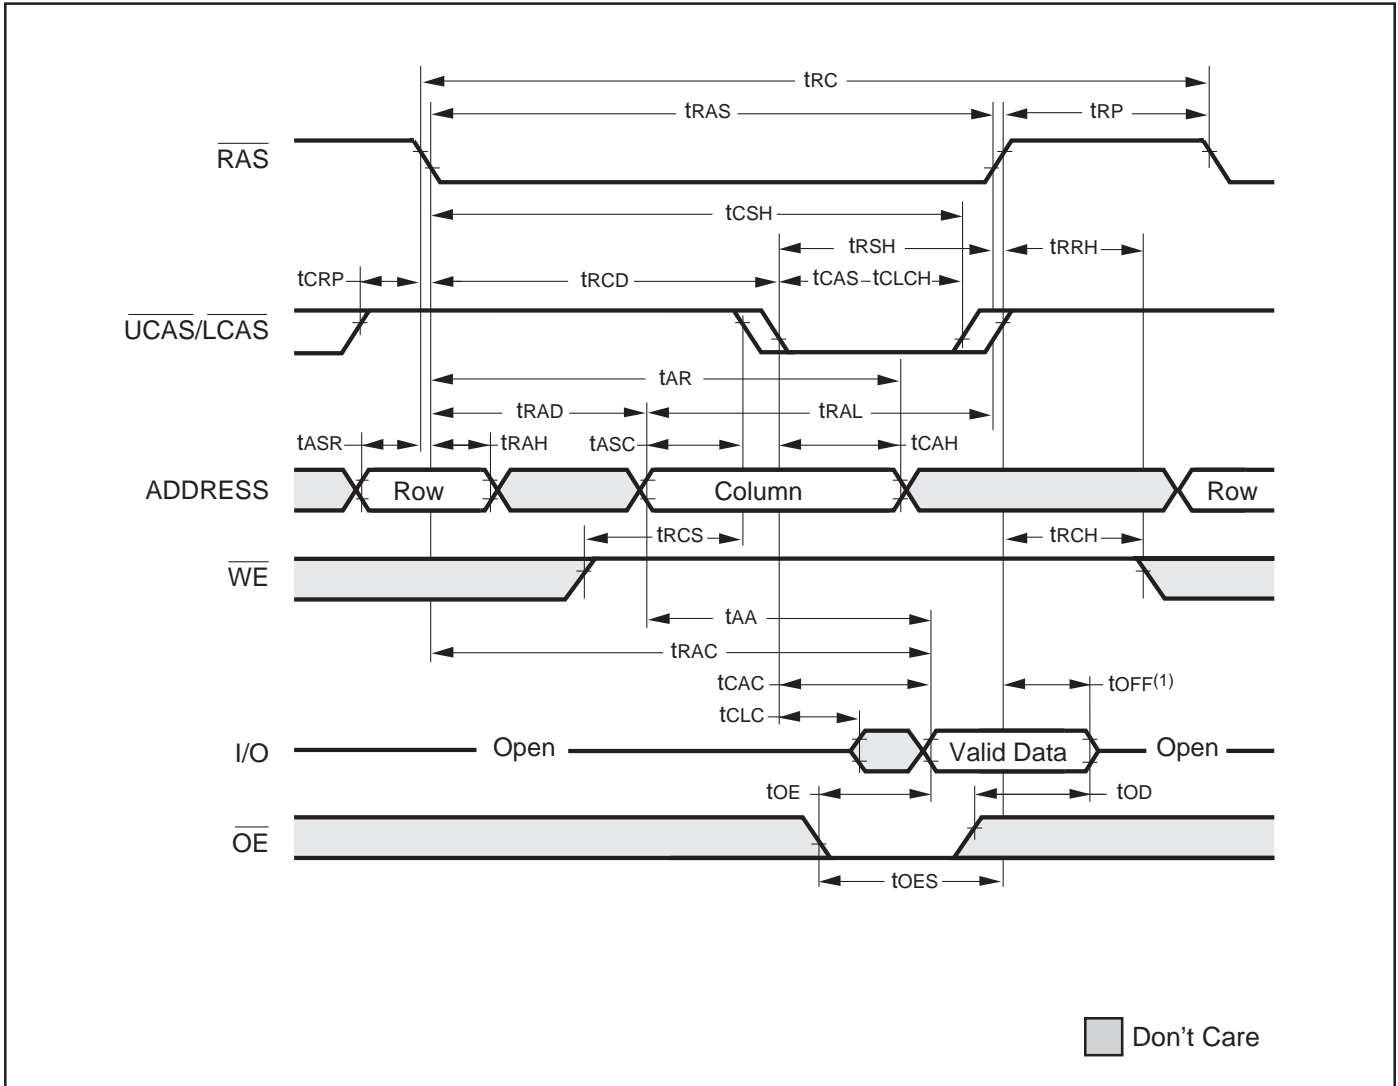 tRC
tRAS
tRP
RAS
tCSH
tRSH
tRRH
tCRP
tRCD
tCAS
tCLCH
UCAS/LCAS
tAR
tRAD
tRAL
tASR
tRAH
tASC
tCAH
ADDRESS
Row
Column
Row
tRCS
tRCH
WE
tAA
tRAC
tCAC
tOFF(1)
tCLC
I/O
Open
Valid Data
Open
tOE
tOD
OE
tOES
Don't Care